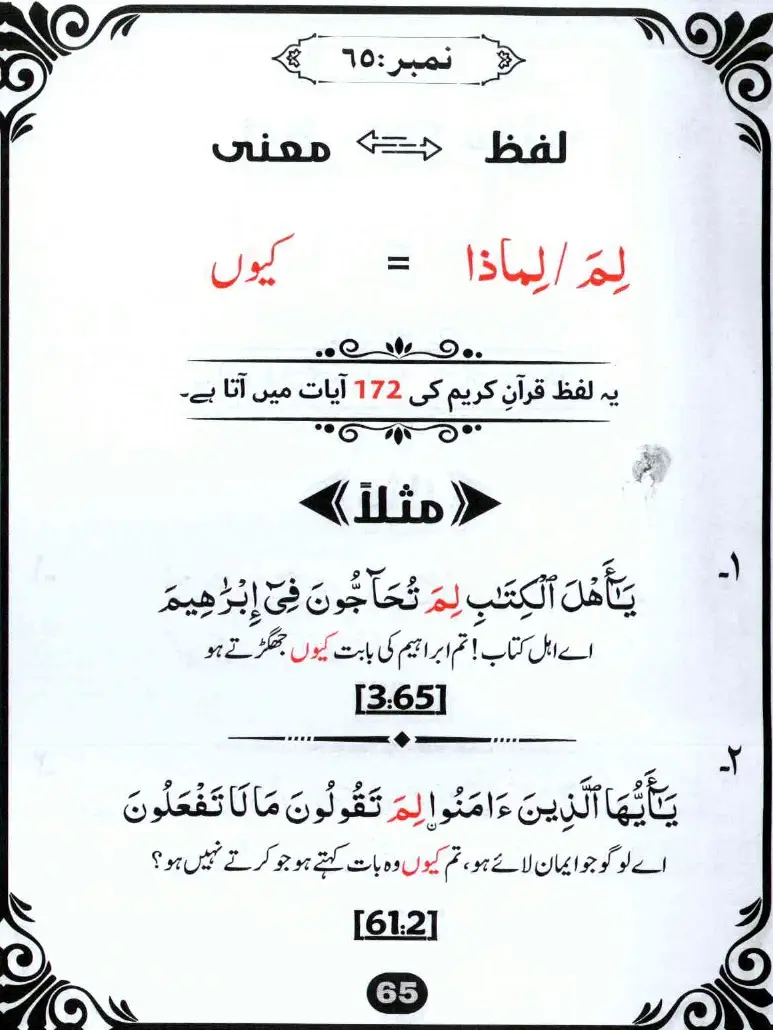 نمبر:٦٥
لفظ معنی
لِمَ/لِماذا = کیوں
یہ لفظ قرآنِ کریم کی 172 آیات میں آتا ہے۔
مثلاً
١-
يَـٰٓأَهْلَ ٱلْكِتَـٰبِ لِمَ تُحَآجُّونَ فِىٓ إِبْرَٰهِيمَ
اے اہل کتاب! تم ابراہیم کی بابت کیوں جھگڑتے ہو
[3:65]
٢-
يَـٰٓأَيُّهَا ٱلَّذِينَ ءَامَنُوا۟ لِمَ تَقُولُونَ مَا لَا تَفْعَلُونَ
اے لوگو جو ایمان لائے ہو، تم کیوں وہ بات کہتے ہو جو کرتے نہیں ہو؟
[61:2]
65